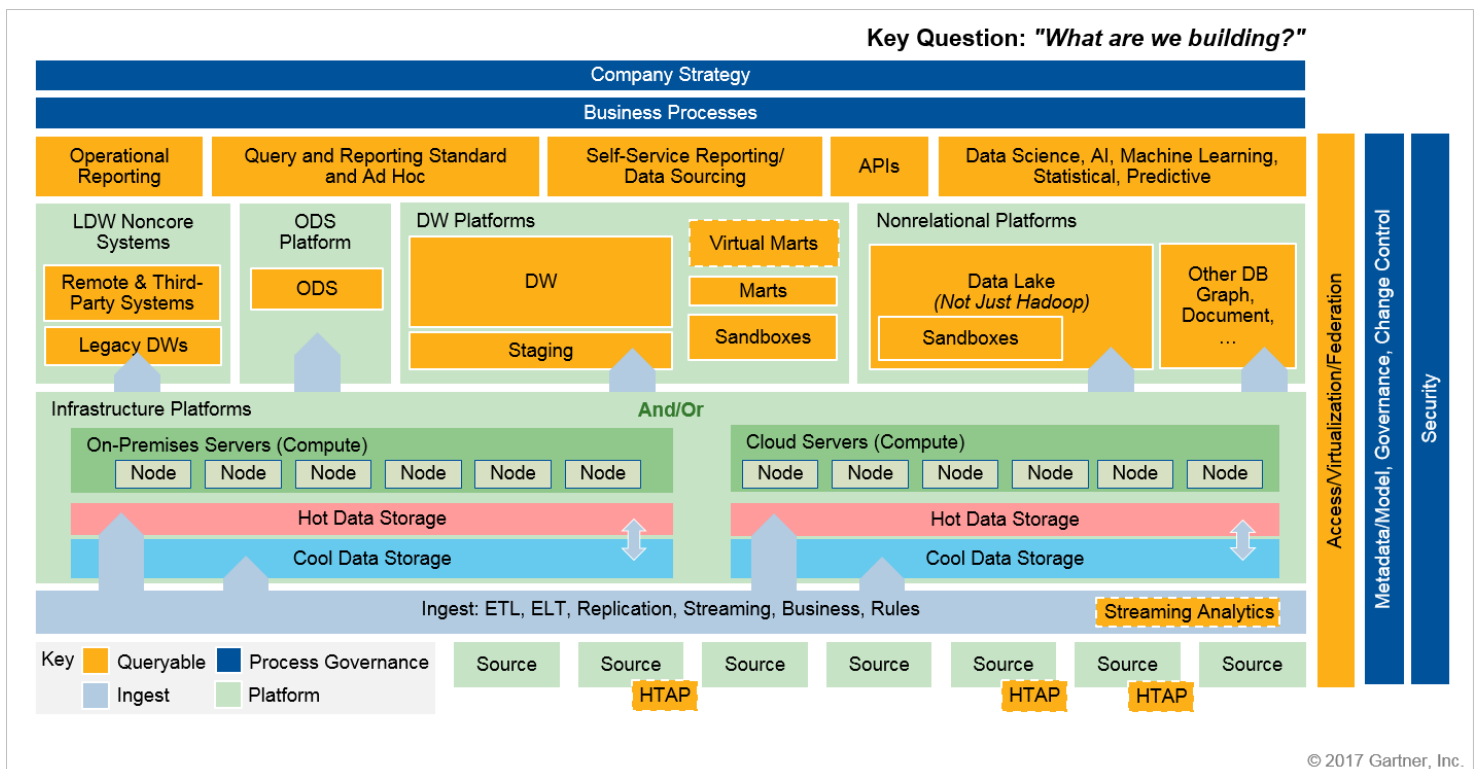 Key Question: "What are we building?"
Company Strategy
Business Processes
Operational
Reporting
Query and Reporting Standard
and Ad Hoc
Self-Service Reporting/
Data Sourcing
APIs
Data Science, AI, Machine Learning,
Statistical, Predictive
LDW Noncore
Systems
Remote & Third-
Party Systems
Legacy DWs
ODS
Platform
ODS
DW Platforms
DW
Staging
Virtual Marts
Marts
Sandboxes
Nonrelational Platforms
Data Lake
(Not Just Hadoop)
Sandboxes
Other DB
Graph,
Document,
...
Infrastructure Platforms
And/Or
On-Premises Servers (Compute)
Node Node Node Node Node Node
Hot Data Storage
Cool Data Storage
Cloud Servers (Compute)
Node Node Node Node Node Node
Hot Data Storage
Cool Data Storage
Ingest: ETL, ELT, Replication, Streaming, Business, Rules
Streaming Analytics
Source Source Source Source Source Source Source
HTAP HTAP HTAP
Key
Queryable
Process Governance
Ingest
Platform
Access/Virtualization/Federation
Metadata/Model, Governance, Change Control
Security
© 2017 Gartner, Inc.